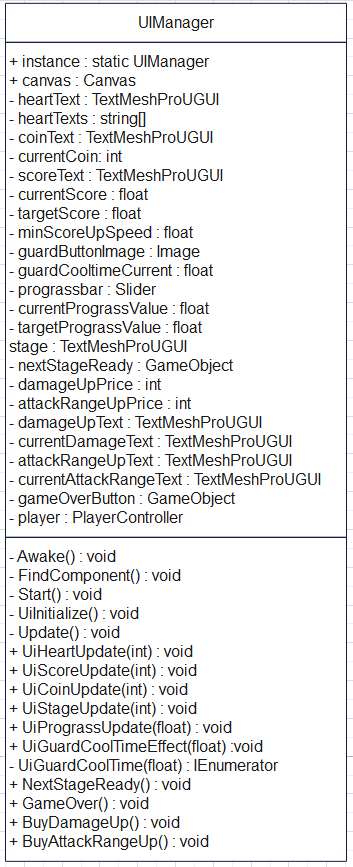 UIManager
+ instance : static UIManager
+ canvas : Canvas
- heartText : TextMeshProUGUI
- heartTexts : string[]
- coinText : TextMeshProUGUI
- currentCoin: int
- scoreText : TextMeshProUGUI
- currentScore : float
- targetScore : float
- minScoreUpSpeed : float
- guardButtonImage : Image
- guardCooltimeCurrent : float
- prograssbar : Slider
- currentPrograssValue : float
- targetPrograssValue : float
stage : TextMeshProUGUI
- nextStageReady : GameObject
- damageUpPrice : int
- attackRangeUpPrice : int
- damageUpText : TextMeshProUGUI
- currentDamageText : TextMeshProUGUI
- attackRangeUpText : TextMeshProUGUI
- currentAttackRangeText : TextMeshProUGUI
- gameOverButton : GameObject
- player : PlayerController
- Awake() : void
- FindComponent() : void
- Start() : void
- UiInitialize() : void
- Update() : void
+ UiHeartUpdate(int) : void
+ UiScoreUpdate(int) : void
+ UiCoinUpdate(int) : void
+ UiStageUpdate(int) : void
+ UiPrograssUpdate(float) : void
+ UiGuardCoolTimeEffect(float) :void
- UiGuardCoolTime(float) : IEnumerator
+ NextStageReady() : void
+ GameOver() : void
+ BuyDamageUp() : void
+ BuyAttackRangeUp() : void